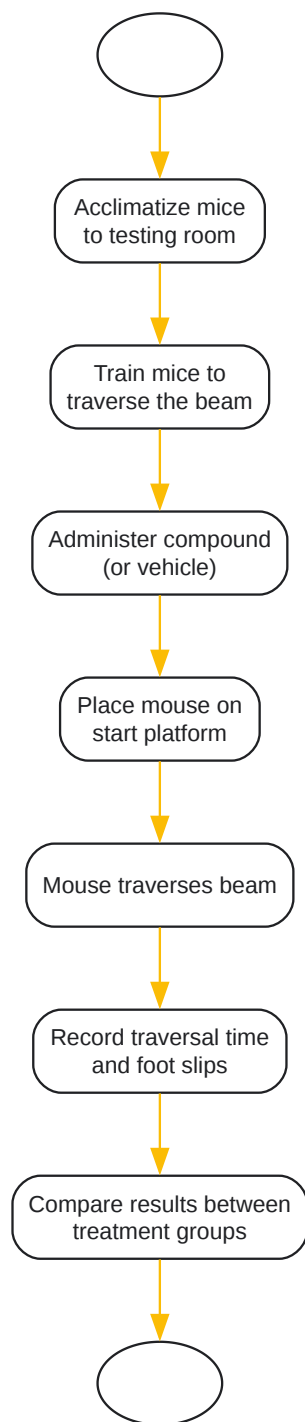 Acclimatize mice
to testing room
Train mice to
traverse the beam
Administer compound
(or vehicle)
Place mouse on
start platform
Mouse traverses beam
Record traversal time
and foot slips
Compare results between
treatment groups